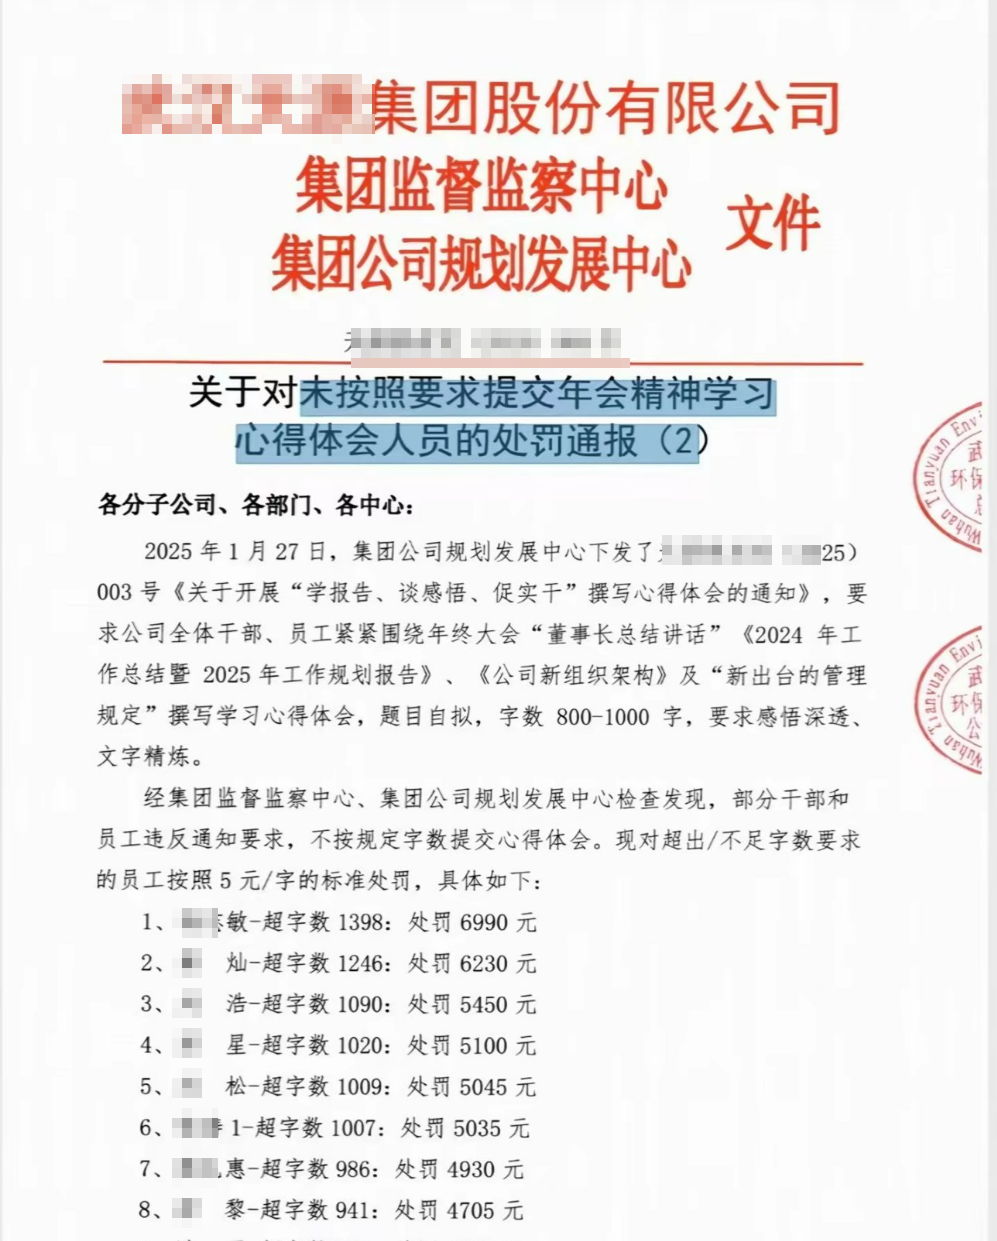 集团股份有限公司
集团监督监察中心
文件
集团公司规划发展中心
关于对未按照要求提交年会精神学习
心得体会人员的处罚通报（2）
各分子公司、各部门、各中心：
2025 年 1 月 27 日，集团公司规划发展中心下发了 25）
003 号《关于开展“学报告、谈感悟、促实干”撰写心得体会的通知》，要
求公司全体干部、员工紧紧围绕年终大会“董事长总结讲话”《2024 年工
作总结暨 2025 年工作规划报告》、《公司新组织架构》及“新出台的管理
规定”撰写学习心得体会，题目自拟，字数 800-1000 字，要求感悟深透、
文字精炼。
经集团监督监察中心、集团公司规划发展中心检查发现，部分干部和
员工违反通知要求，不按规定字数提交心得体会。现对超出/不足字数要求
的员工按照 5 元/字的标准处罚，具体如下：
1、敏-超字数 1398：处罚 6990 元
2、灿-超字数 1246：处罚 6230 元
3、浩-超字数 1090：处罚 5450 元
4、星-超字数 1020：处罚 5100 元
5、松-超字数 1009：处罚 5045 元
6、1-超字数 1007：处罚 5035 元
7、惠-超字数 986：处罚 4930 元
8、黎-超字数 941：处罚 4705 元
Wuhan Tianyuan Envi
武
环保
总
Wuhan Tianyuan Envi
武
环保
公